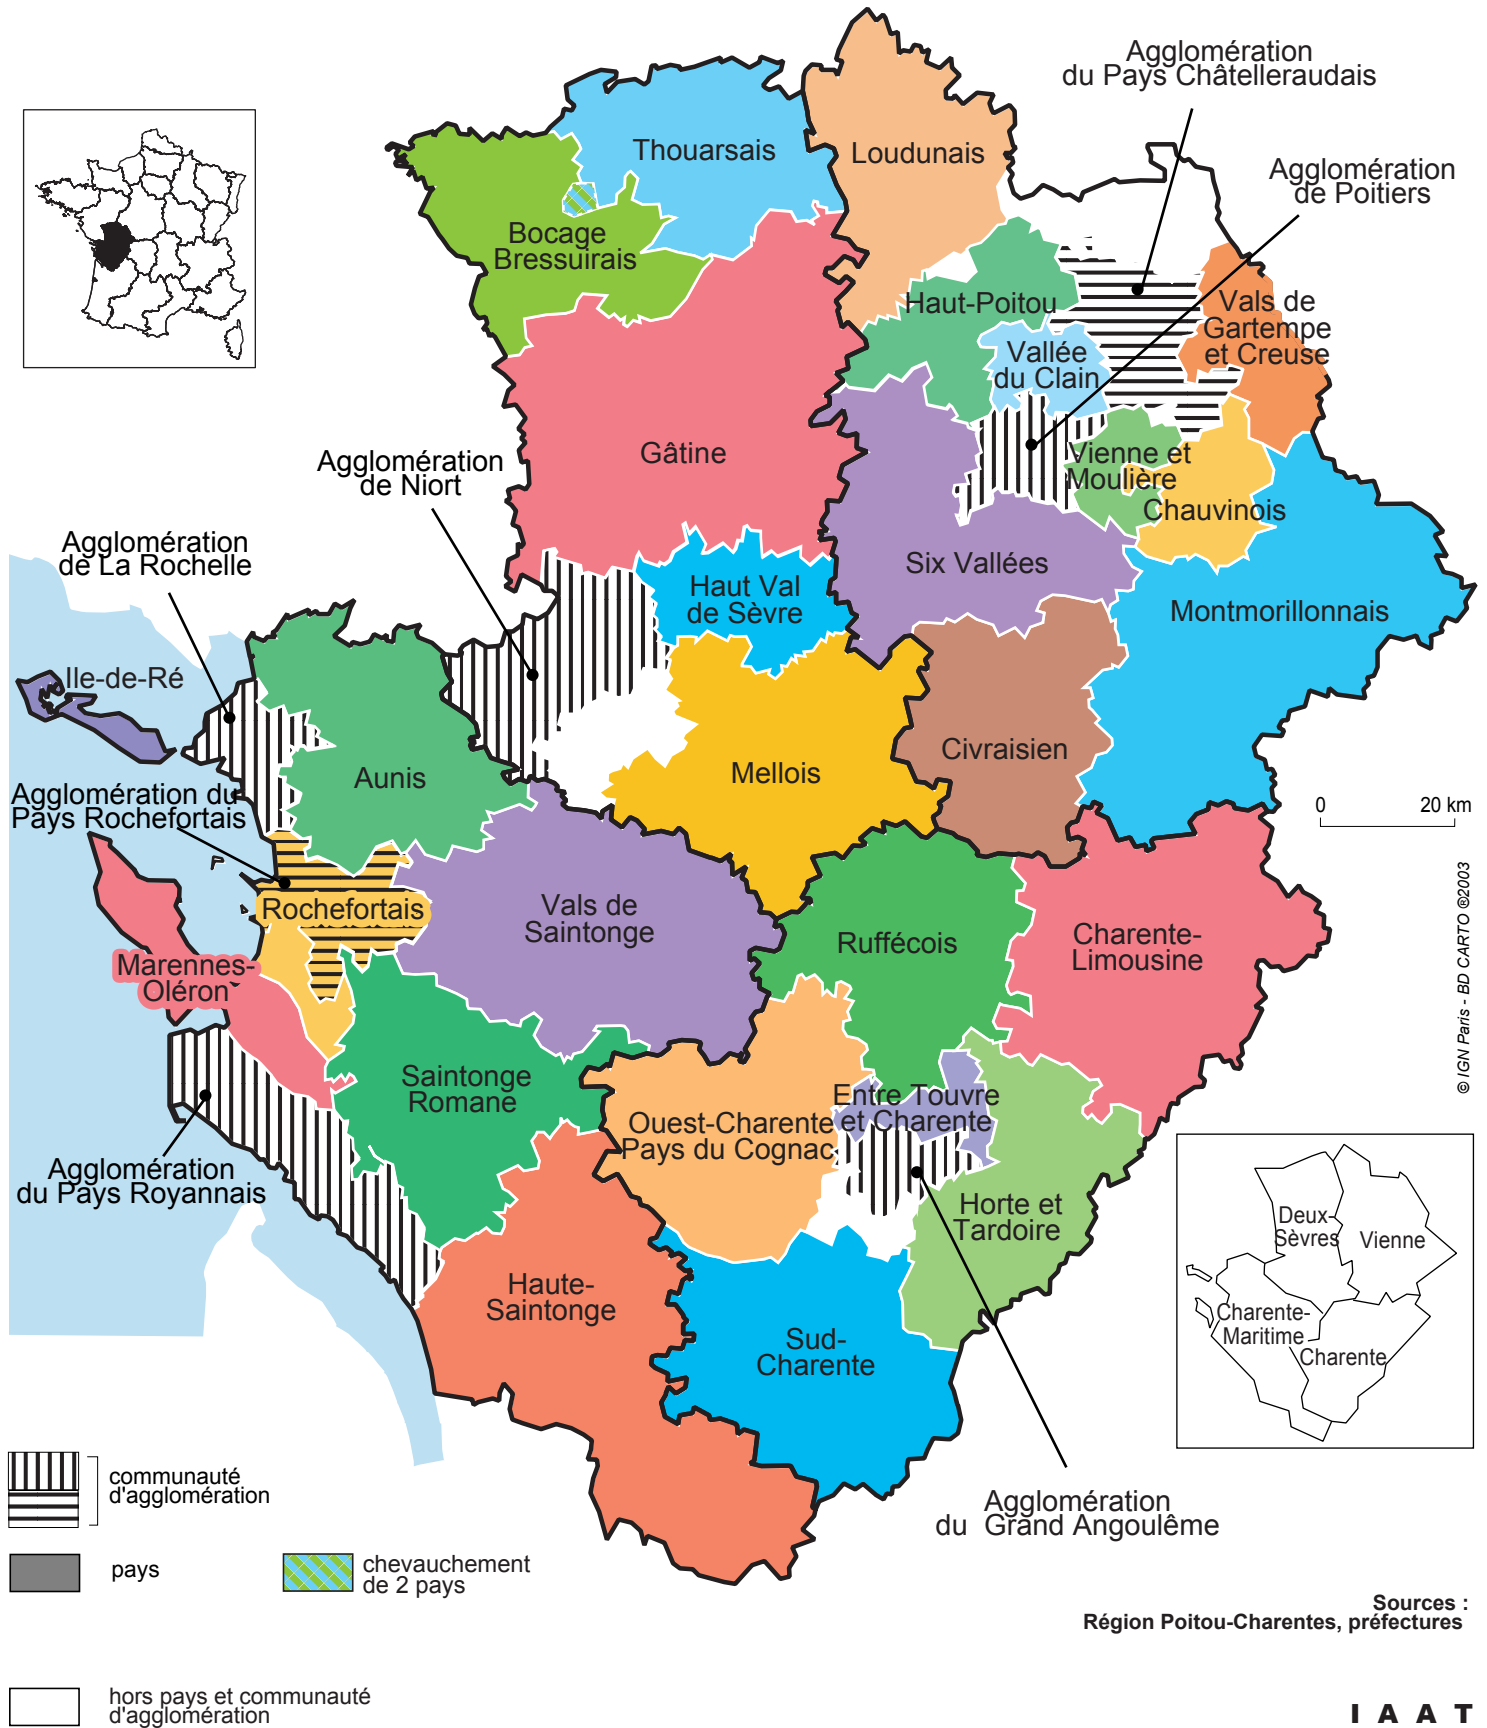 Agglomération
du Pays Châtelleraudais
Agglomération
de Poitiers
Thouarsais
Loudunais
Bocage
Bressuirais
Haut-Poitou
Vals de
Gartempe
et Creuse
Vallée
du Clain
Gâtine
Agglomération
de Niort
Vienne et
Moulière
Chauvinois
Agglomération
de La Rochelle
Six Vallées
Haut Val
de Sèvre
Montmorillonnais
Ile-de-Ré
Civraisien
Aunis
Mellois
Agglomération du
Pays Rochefortais
0 20 km
Rochefortais
Vals de
Saintonge
Ruffécois
Charente-
Limousine
Marennes-
Oléron
© IGN Paris - BD CARTO ®2003
Saintonge
Romane
Entre Touvre
et Charente
Ouest-Charente
Pays du Cognac
Agglomération
du Pays Royannais
Horte et
Tardoire
Deux-
Sèvres
Vienne
Charente-
Maritime
Charente
Haute-
Saintonge
Sud-
Charente
communauté
d'agglomération
Agglomération
du Grand Angoulême
pays
chevauchement
de 2 pays
Sources :
Région Poitou-Charentes, préfectures
hors pays et communauté
d'agglomération
I A A T